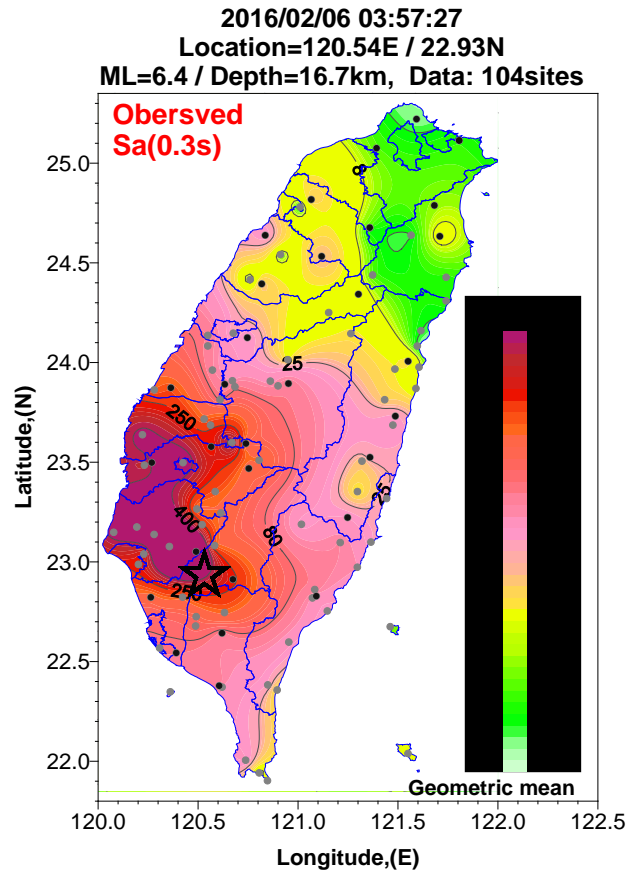 2016/02/06 03:57:27
Location=120.54E / 22.93N
ML=6.4 / Depth=16.7km, Data: 104sites
Obersved
Sa(0.3s)
25.0
24.5
24.0
23.5
23.0
22.5
22.0
Latitude,(N)
8
25
250
25
400
80
250
Geometric mean
120.0 120.5 121.0 121.5 122.0 122.5
Longitude,(E)